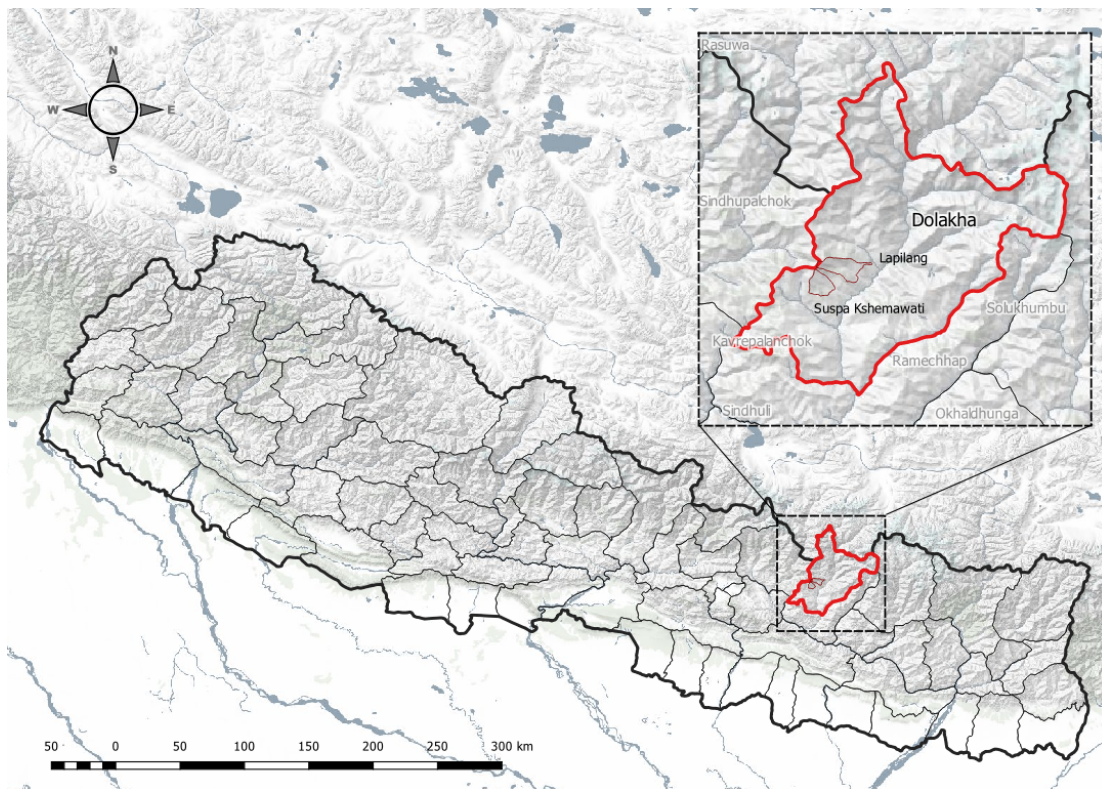 N
W
E
S
Rasuwa
Sindhupalchok
Dolakha
Lapilang
Suspa Kshemawati
Solukhumbu
Kavrepalanchok
Ramechhap
Sindhuli
Okhaldhunga
50 0 50 100 150 200 250 300 km